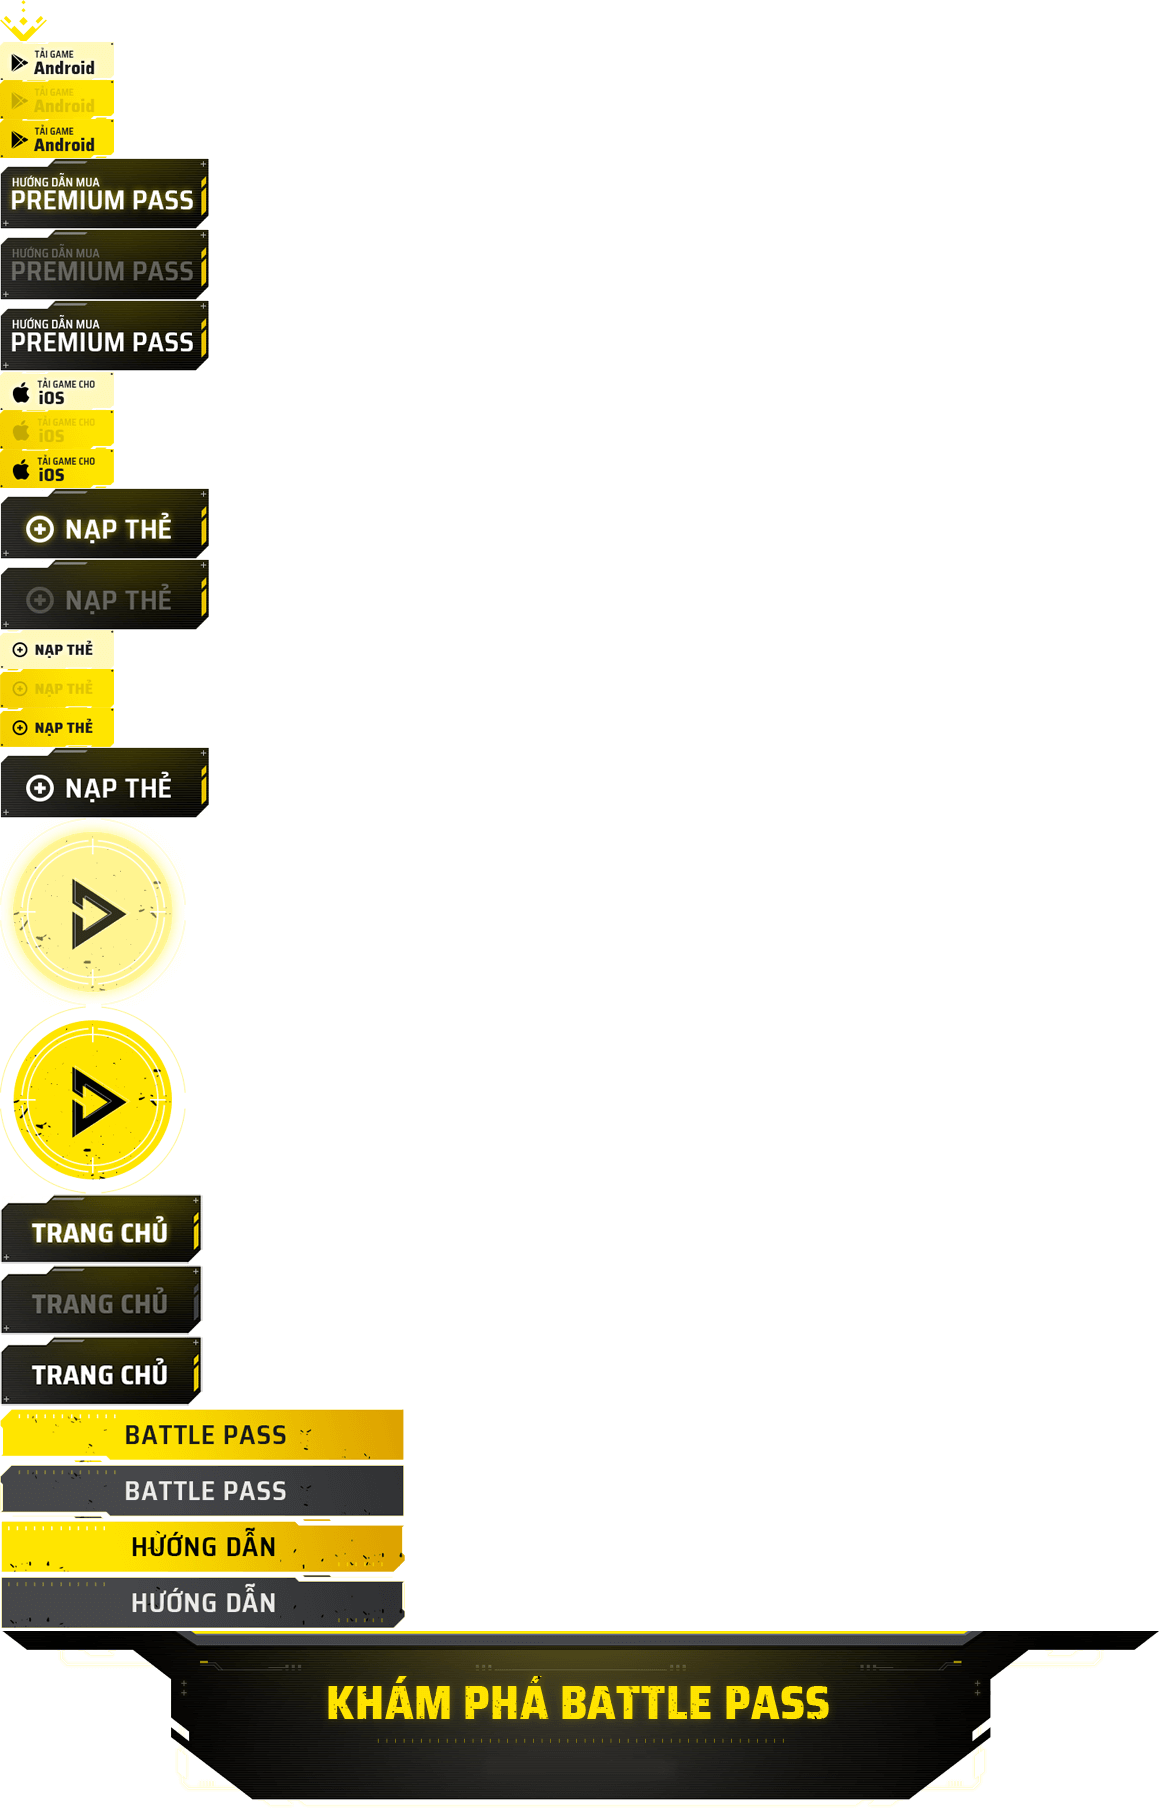 TẢI GAME
Android
TẢI GAME
Android
TẢI GAME
Android
HƯỚNG DẪN MUA
PREMIUM PASS
HƯỚNG DẪN MUA
PREMIUM PASS
HƯỚNG DẪN MUA
PREMIUM PASS
TẢI GAME CHO
iOS
TẢI GAME CHO
iOS
TẢI GAME CHO
iOS
NẠP THẺ
NẠP THẺ
NẠP THẺ
NẠP THẺ
NẠP THẺ
NẠP THẺ
TRANG CHỦ
TRANG CHỦ
TRANG CHỦ
BATTLE PASS
BATTLE PASS
HƯỚNG DẪN
HƯỚNG DẪN
KHÁM PHÁ BATTLE PASS